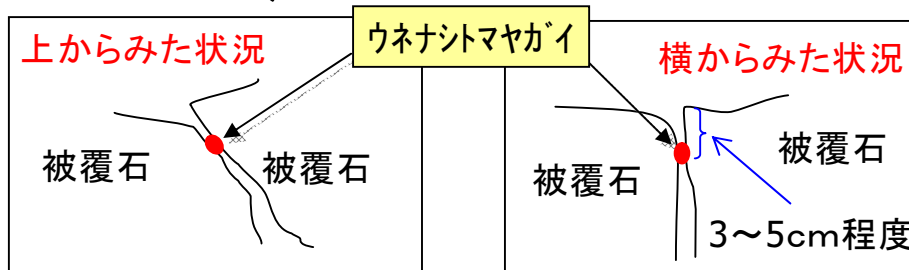 上からみた状況
ウネナシトマヤガイ
横からみた状況
被覆石
被覆石
被覆石
被覆石
3～5cm程度